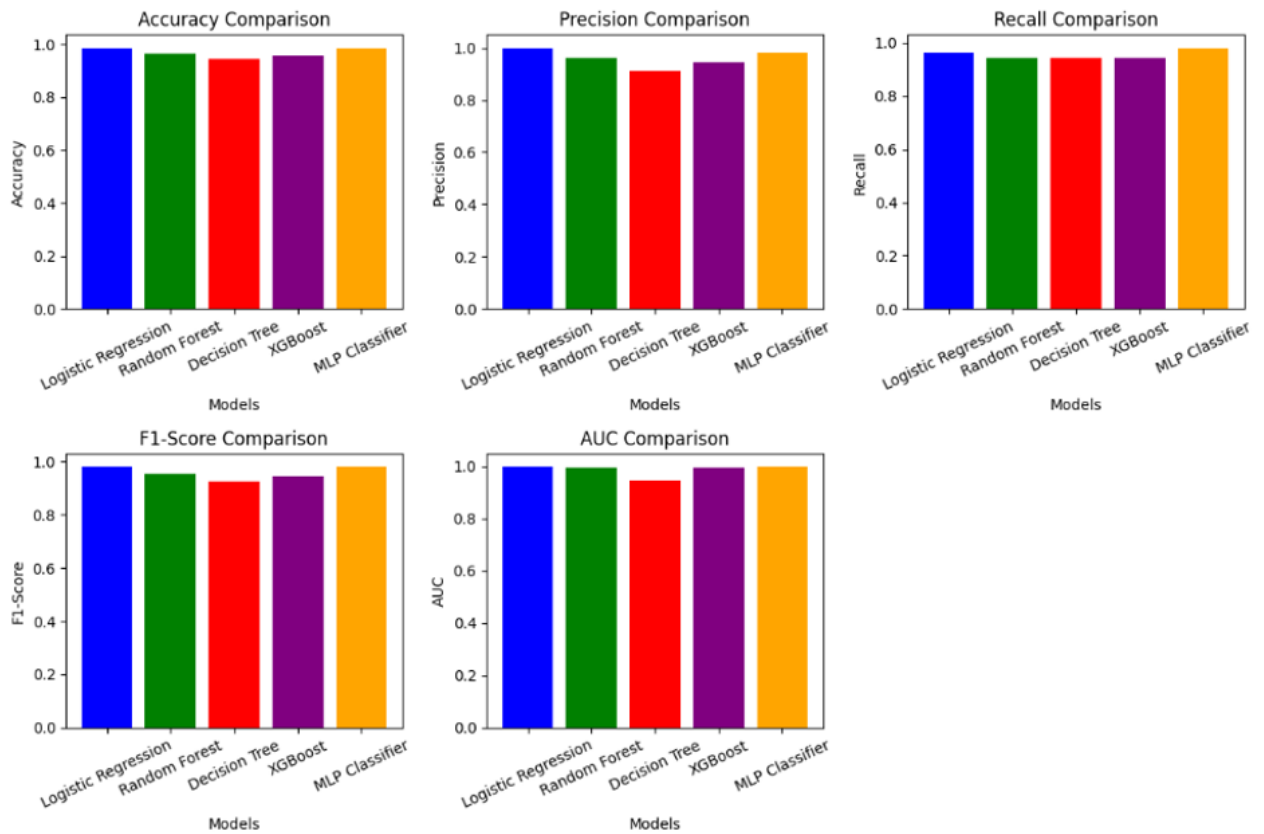 Accuracy Comparison
1.0
0.8
0.6
0.4
0.2
0.0
Accuracy
Logistic Regression
Random Forest
Decision Tree
XGBoost
MLP Classifier
Models
Precision Comparison
1.0
0.8
0.6
0.4
0.2
0.0
Precision
Logistic Regression
Random Forest
Decision Tree
XGBoost
MLP Classifier
Models
Recall Comparison
1.0
0.8
0.6
0.4
0.2
0.0
Recall
Logistic Regression
Random Forest
Decision Tree
XGBoost
MLP Classifier
Models
F1-Score Comparison
1.0
0.8
0.6
0.4
0.2
0.0
F1-Score
Logistic Regression
Random Forest
Decision Tree
XGBoost
MLP Classifier
Models
AUC Comparison
1.0
0.8
0.6
0.4
0.2
0.0
AUC
Logistic Regression
Random Forest
Decision Tree
XGBoost
MLP Classifier
Models